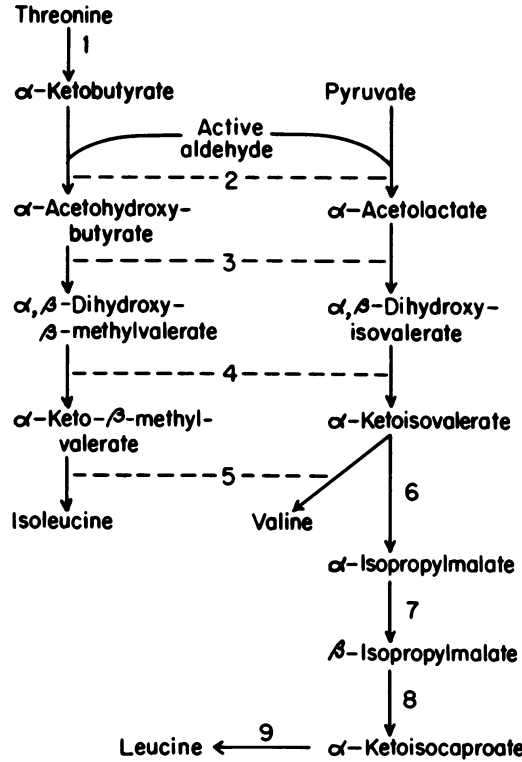 Threonine
1
α-Ketobutyrate
Pyruvate
Active
aldehyde
2
α-Acetohydroxy-
butyrate
α-Acetolactate
3
α,β-Dihydroxy-
β-methylvalerate
α,β-Dihydroxy-
isovalerate
4
α-Keto-β-methyl-
valerate
α-Ketoisovalerate
5
6
Isoleucine
Valine
α-Isopropylmalate
7
β-Isopropylmalate
8
Leucine
9
α-Ketoisocaproate